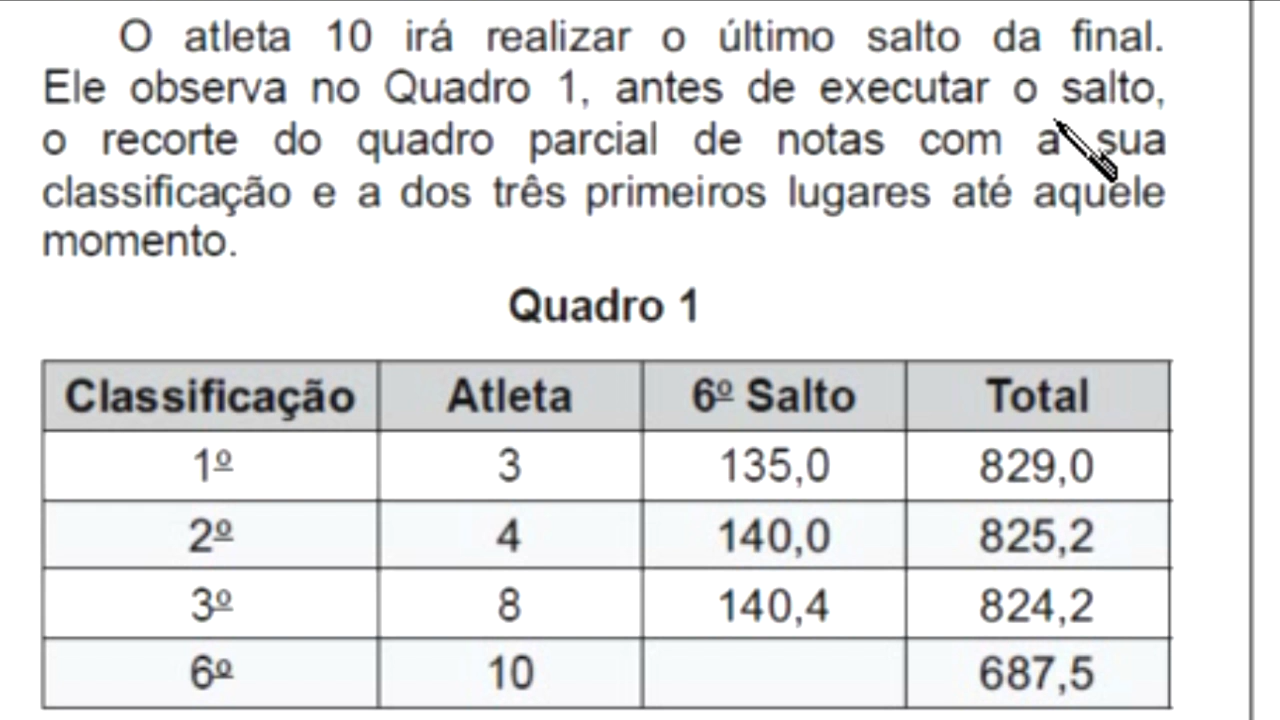 O atleta 10 irá realizar o último salto da final.
Ele observa no Quadro 1, antes de executar o salto,
o recorte do quadro parcial de notas com a sua
classificação e a dos três primeiros lugares até aquele
momento.
Quadro 1
Classificação Atleta 6º Salto Total
1º 3 135,0 829,0
2º 4 140,0 825,2
3º 8 140,4 824,2
6º 10 687,5